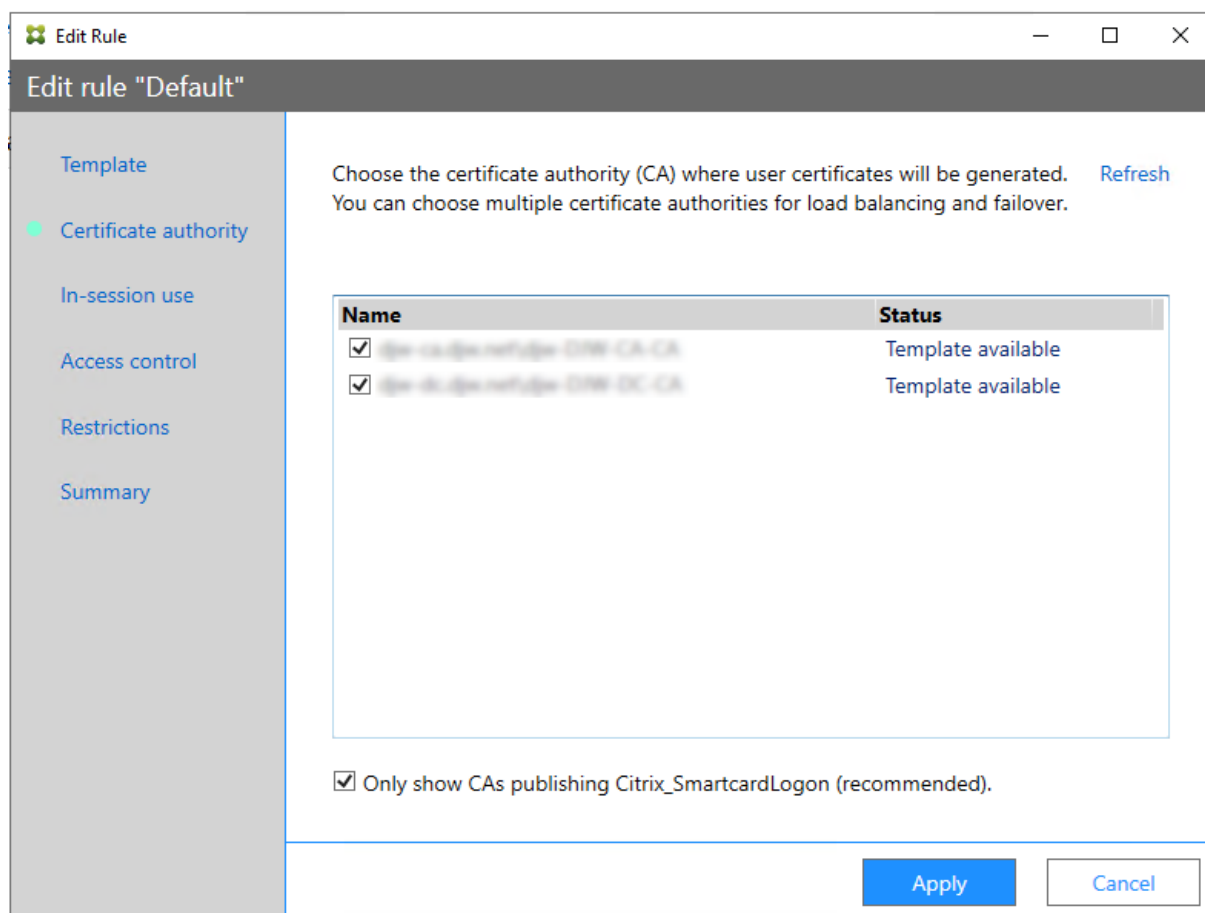 Edit Rule
Edit rule "Default"
Template
Certificate authority
In-session use
Access control
Restrictions
Summary
Choose the certificate authority (CA) where user certificates will be generated.
You can choose multiple certificate authorities for load balancing and failover.
Refresh
Name Status
Template available
Template available
Only show CAs publishing Citrix_SmartcardLogon (recommended).
Apply Cancel